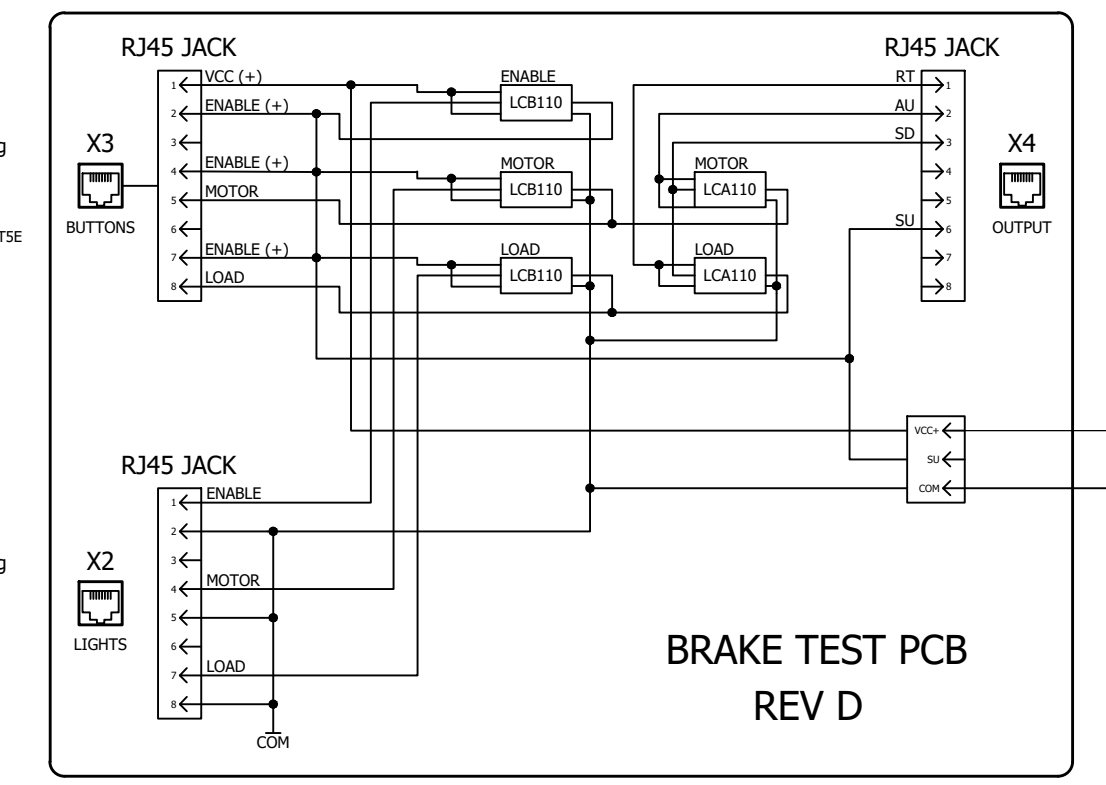 RJ45 JACK
RJ45 JACK
1 VCC (+)
2 ENABLE (+)
3
4 ENABLE (+)
5 MOTOR
6
7 ENABLE (+)
8 LOAD
X3
BUTTONS
g
T5E
ENABLE
LCB110
MOTOR
LCB110
LOAD
LCB110
MOTOR
LCA110
LOAD
LCA110
RT 1
AU 2
SD 3
4
5
SU 6
7
8
X4
OUTPUT
VCC+
SU
COM
RJ45 JACK
1 ENABLE
2
3
4 MOTOR
5
6
7 LOAD
8
COM
g
X2
LIGHTS
BRAKE TEST PCB
REV D